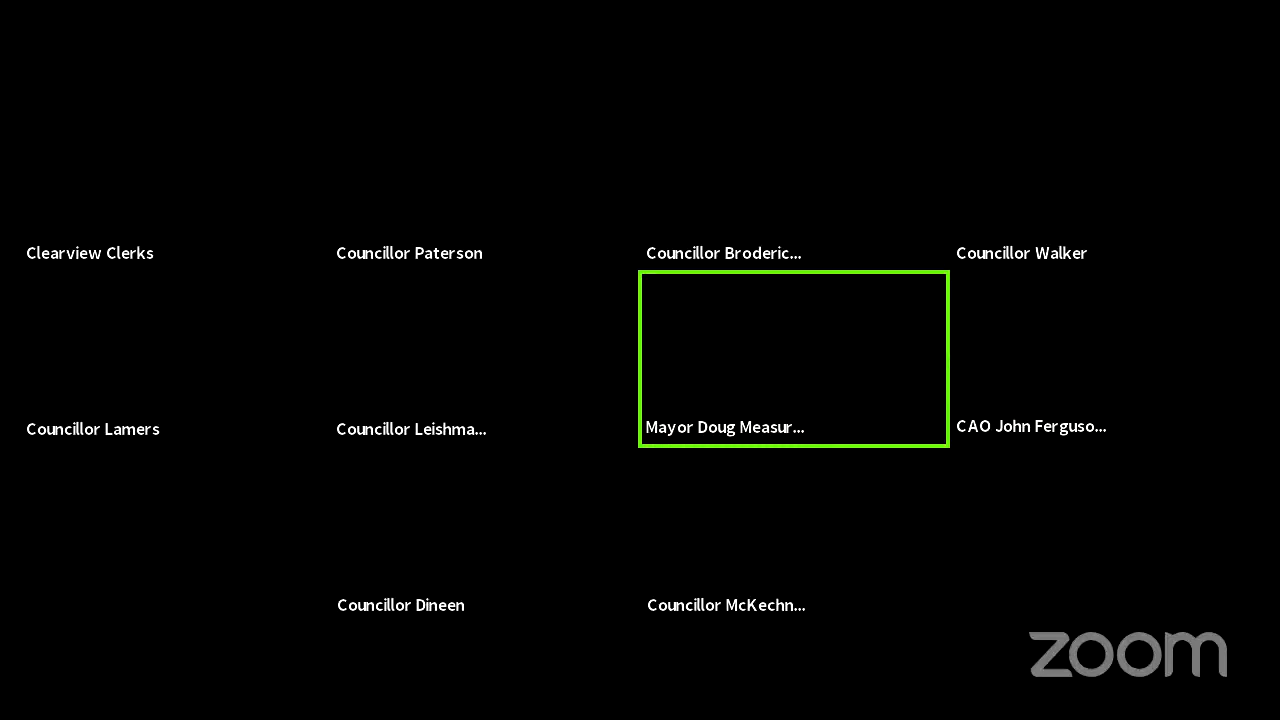 Clearview Clerks
Councillor Paterson
Councillor Broderic...
Councillor Walker
Councillor Lamers
Councillor Leishma...
Mayor Doug Measur...
CAO John Ferguso...
Councillor Dineen
Councillor McKechn...
zoom